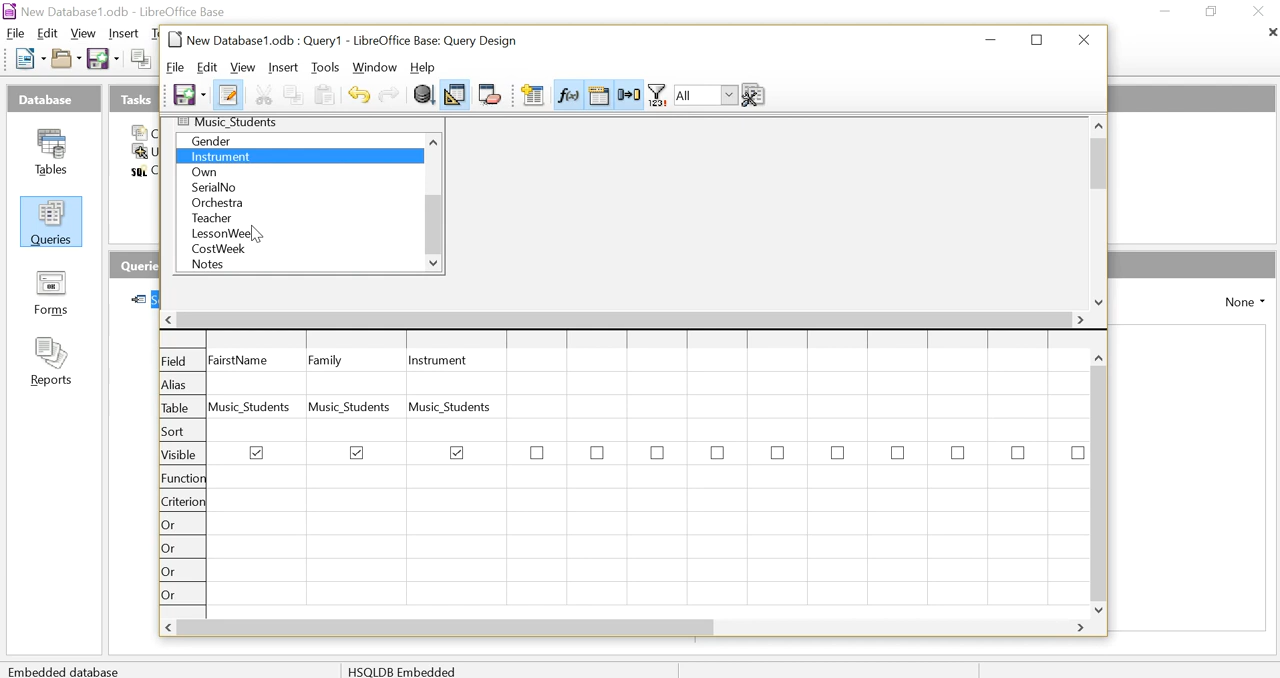 New Database1.odb - LibreOffice Base
File Edit View Insert
New Database1.odb : Query1 - LibreOffice Base: Query Design
File Edit View Insert Tools Window Help
f(x)
123!
All
Database
Tasks
SQL
Tables
Queries
Forms
OK
Reports
Music_Students
Gender
Instrument
Own
SerialNo
Orchestra
Teacher
LessonWee
CostWeek
Notes
None
Field FairstName Family Instrument
Alias
Table Music_Students Music_Students Music_Students
Sort
Visible
Function
Criterion
Or
Or
Or
Or
Embedded database HSQLDB Embedded